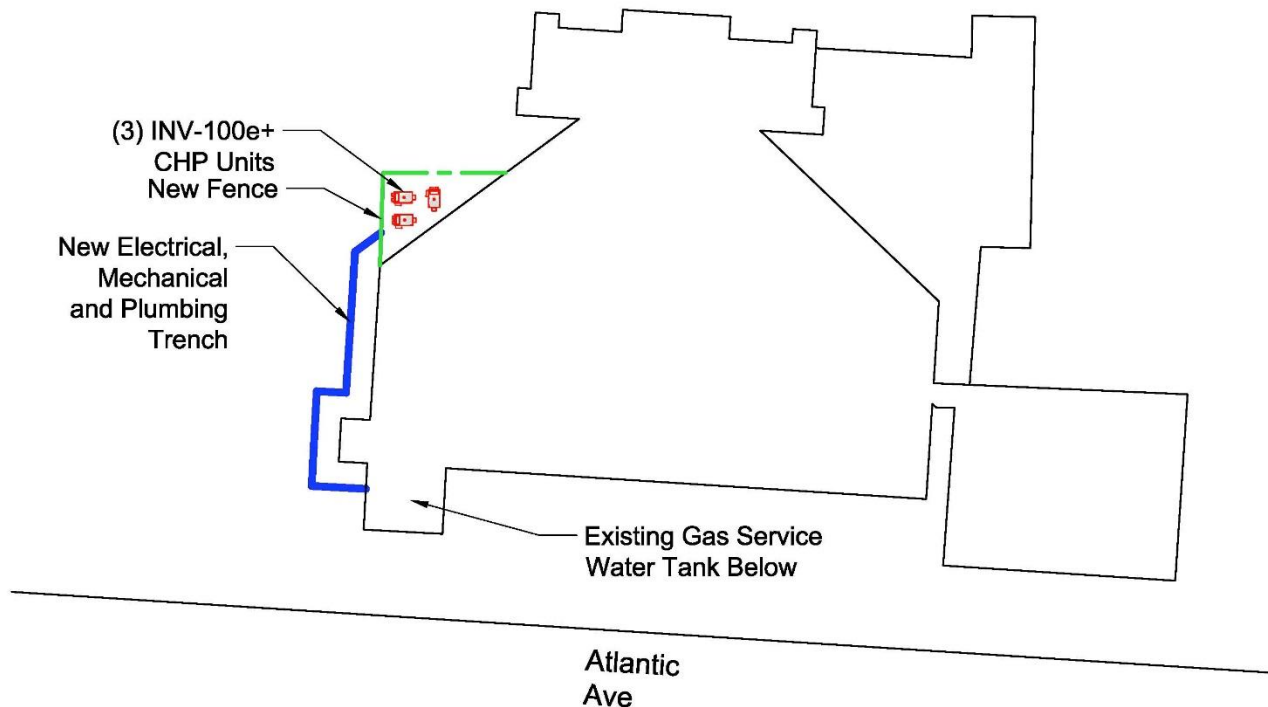 (3) INV-100e+
CHP Units
New Fence
New Electrical,
Mechanical
and Plumbing
Trench
Existing Gas Service
Water Tank Below
Atlantic
Ave